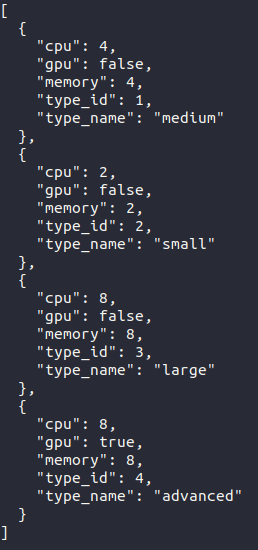 [
  {
    "cpu": 4,
    "gpu": false,
    "memory": 4,
    "type_id": 1,
    "type_name": "medium"
  },
  {
    "cpu": 2,
    "gpu": false,
    "memory": 2,
    "type_id": 2,
    "type_name": "small"
  },
  {
    "cpu": 8,
    "gpu": false,
    "memory": 8,
    "type_id": 3,
    "type_name": "large"
  },
  {
    "cpu": 8,
    "gpu": true,
    "memory": 8,
    "type_id": 4,
    "type_name": "advanced"
  }
]